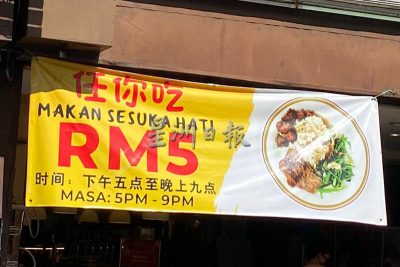 任你吃
MAKAN SESUKA HATI
星洲日报
RM5
时间：下午五点至晚上九点
MASA: 5PM - 9PM